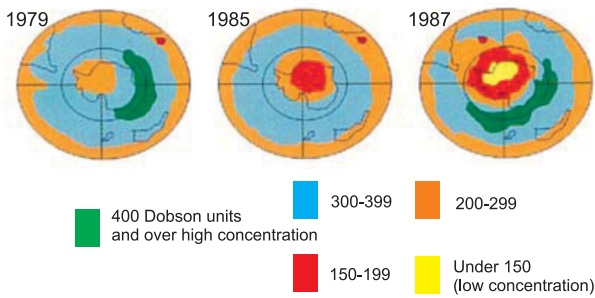 1979
1985
1987
400 Dobson units
and over high concentration
300-399
200-299
150-199
Under 150
(low concentration)